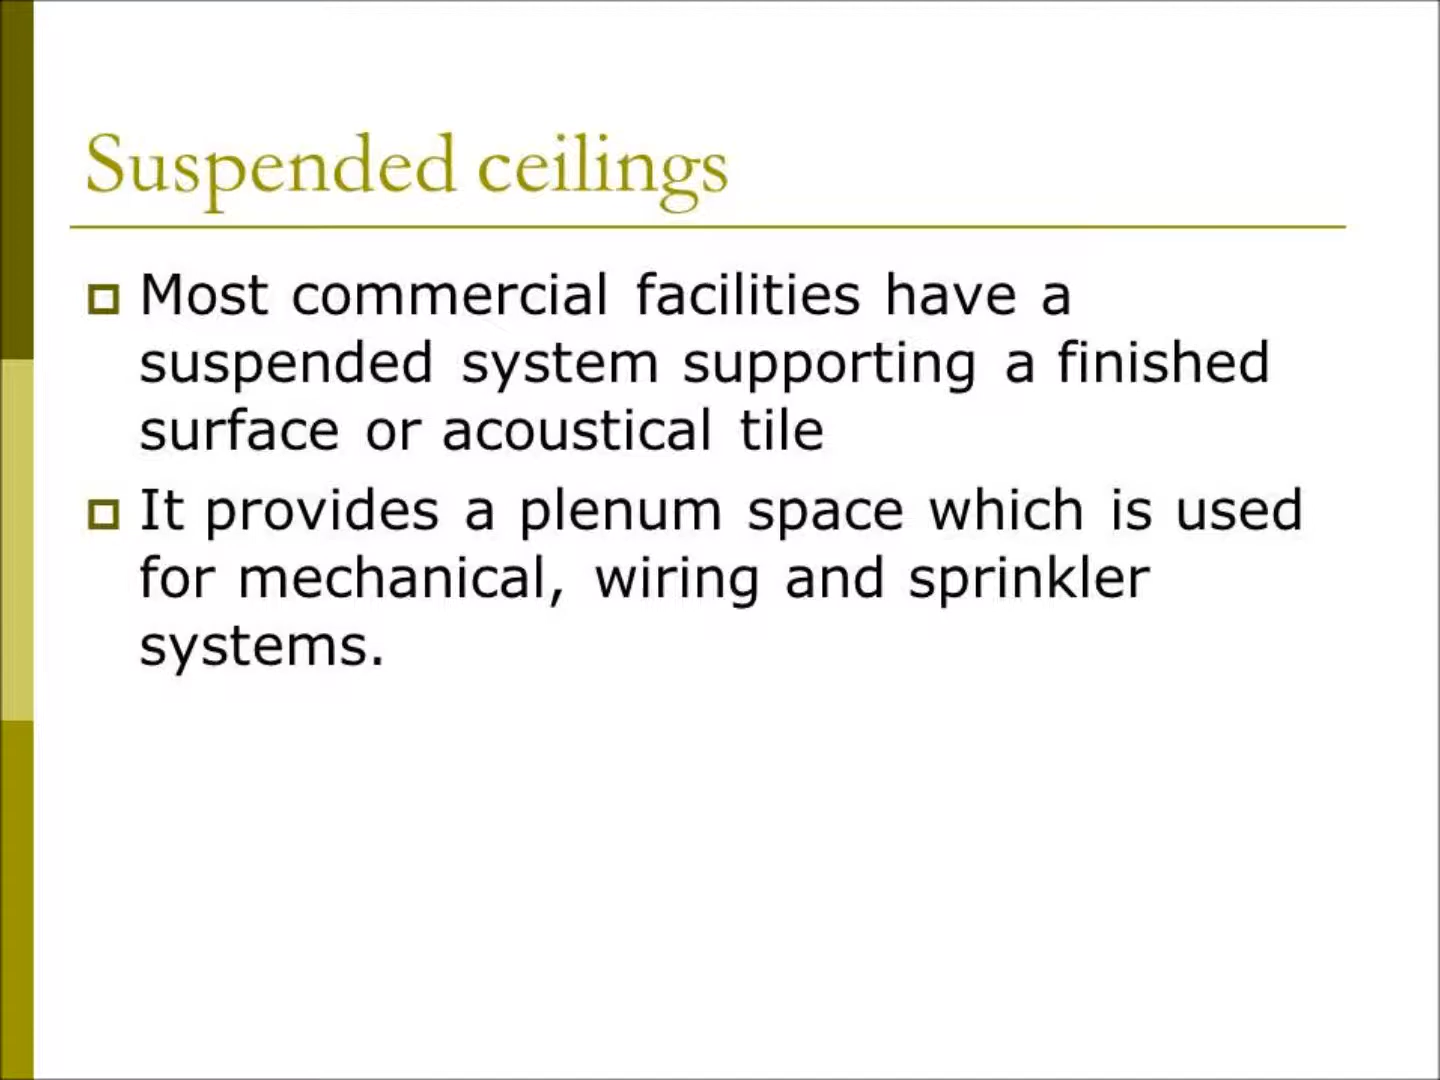 Suspended ceilings
Most commercial facilities have a
suspended system supporting a finished
surface or acoustical tile
It provides a plenum space which is used
for mechanical, wiring and sprinkler
systems.